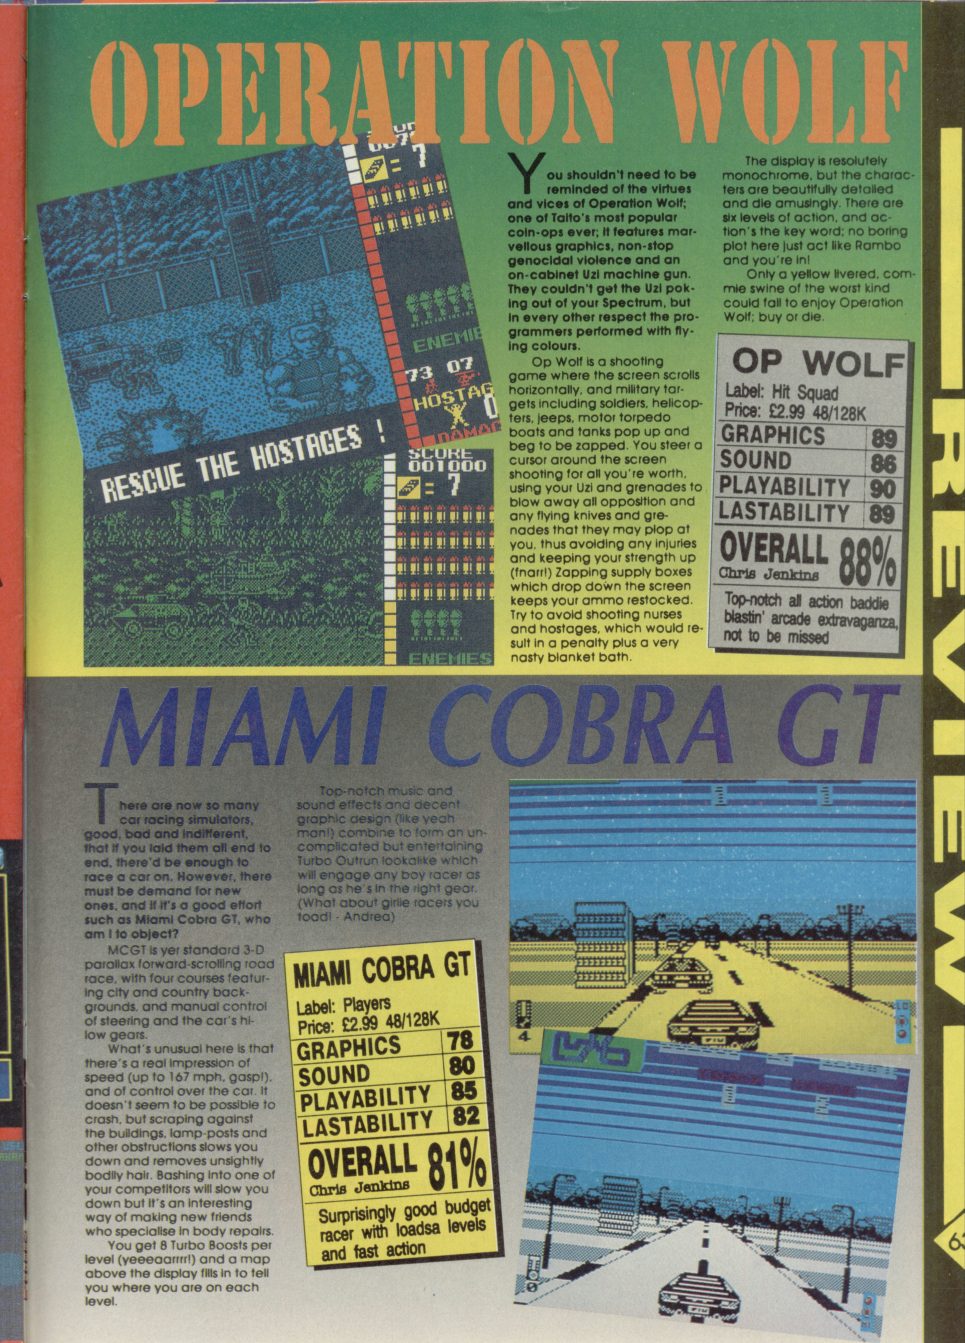 OPERATION WOLF
= 7
ENEMIE
73 07
HOSTAG
0
DAMAG
RESCUE THE HOSTAGES !
SCORE
001000
= 7
ENEMIES
You shouldn't need to be
reminded of the virtues
and vices of Operation Wolf;
one of Taito's most popular
coin-ops ever; it features mar-
vellous graphics, non-stop
genocidal violence and an
on-cabinet Uzi machine gun.
They couldn't get the Uzi pok-
ing out of your Spectrum, but
in every other respect the pro-
grammers performed with fly-
ing colours.
Op Wolf is a shooting
game where the screen scrolls
horizontally, and military tar-
gets including soldiers, helicop-
ters, jeeps, motor torpedo
boats and tanks pop up and
beg to be zapped. You steer a
cursor around the screen
shooting for all you're worth,
using your Uzi and grenades to
blow away all opposition and
any flying knives and gre-
nades that they may plop at
you, thus avoiding any injuries
and keeping your strength up
(fnarr!) Zapping supply boxes
which drop down the screen
keeps your ammo restocked.
Try to avoid shooting nurses
and hostages, which would re-
sult in a penalty plus a very
nasty blanket bath.
The display is resolutely
monochrome, but the charac-
ters are beautifully detailed
and die amusingly. There are
six levels of action, and ac-
tion's the key word; no boring
plot here just act like Rambo
and you're in!
Only a yellow livered, com-
mie swine of the worst kind
could fail to enjoy Operation
Wolf; buy or die.
OP WOLF
Label: Hit Squad
Price: £2.99 48/128K
GRAPHICS 89
SOUND 86
PLAYABILITY 90
LASTABILITY 89
OVERALL 88%
Chris Jenkins
Top-notch all action baddie
blastin' arcade extravaganza,
not to be missed
MIAMI COBRA GT
There are now so many
car racing simulators,
good, bad and indifferent,
that if you laid them all end to
end, there'd be enough to
race a car on. However, there
must be demand for new
ones, and if it's a good effort
such as Miami Cobra GT, who
am I to object?
MCGT is yer standard 3-D
parallax forward-scrolling road
race, with four courses featur-
ing city and country back-
grounds, and manual control
of steering and the car's hi-
low gears.
What's unusual here is that
there's a real impression of
speed (up to 167 mph, gasp!),
and of control over the car. It
doesn't seem to be possible to
crash, but scraping against
the buildings, lamp-posts and
other obstructions slows you
down and removes unsightly
bodily hair. Bashing into one of
your competitors will slow you
down but it's an interesting
way of making new friends
who specialise in body repairs.
You get 8 Turbo Boosts per
level (yeeeaarrrr!) and a map
above the display fills in to tell
you where you are on each
level.
Top-notch music and
sound effects and decent
graphic design (like yeah
man!) combine to form an un-
complicated but entertaining
Turbo Outrun lookalike which
will engage any boy racer as
long as he's in the right gear.
(What about girlie racers you
toad! - Andrea)
MIAMI COBRA GT
Label: Players
Price: £2.99 48/128K
GRAPHICS 78
SOUND 80
PLAYABILITY 85
LASTABILITY 82
OVERALL 81%
Chris Jenkins
Surprisingly good budget
racer with loadsa levels
and fast action
4
0
REVIEW
63